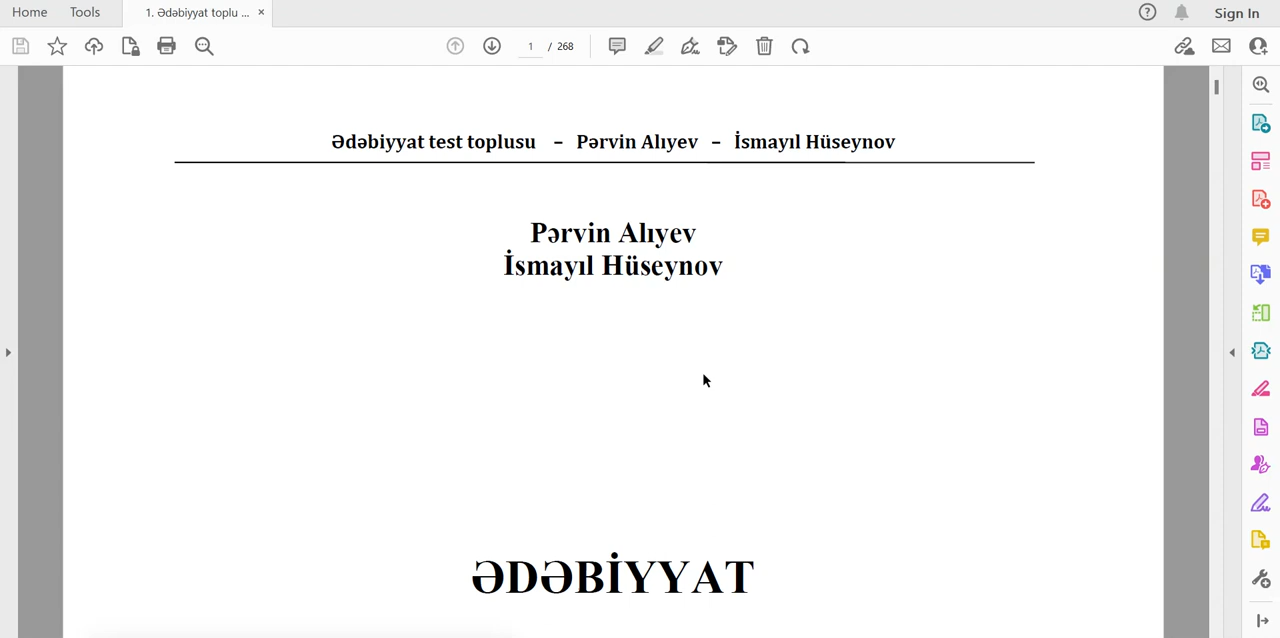 Home Tools 1. Ədəbiyyat toplu ... × Sign In
1 / 268
Ədəbiyyat test toplusu – Pərvin Alıyev – İsmayıl Hüseynov
Pərvin Alıyev
İsmayıl Hüseynov
ƏDƏBİYYAT